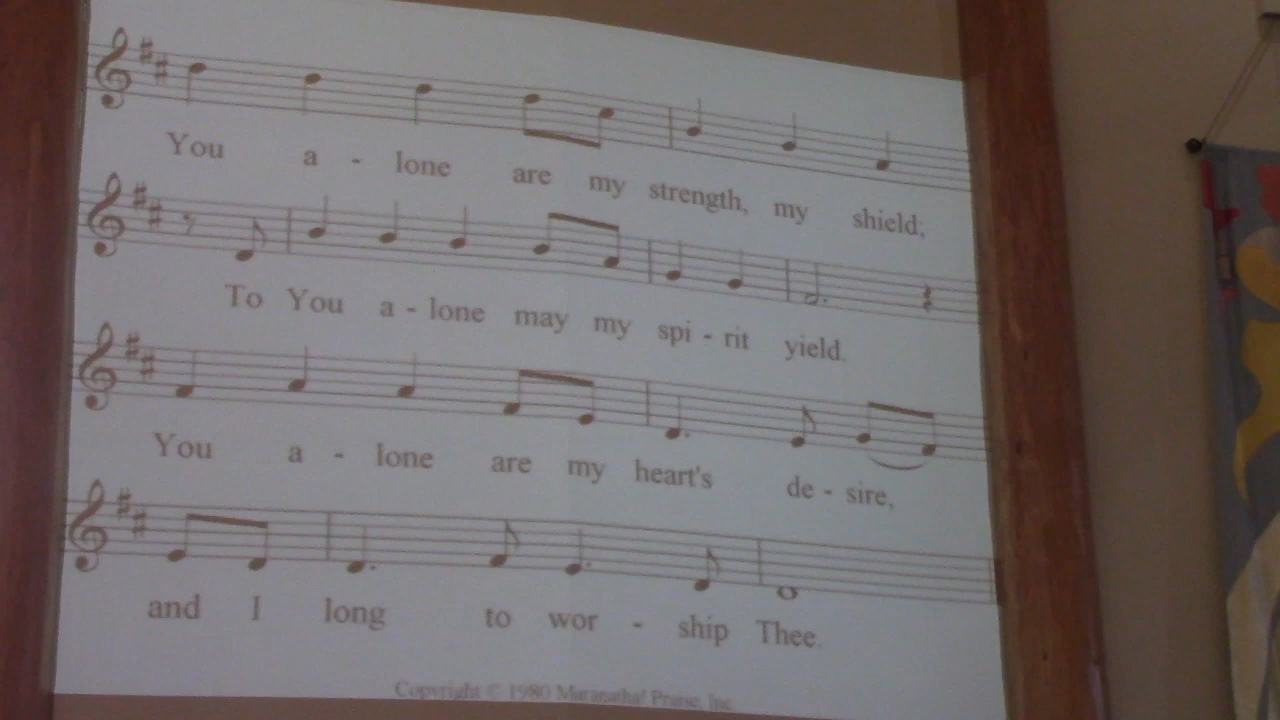 You a - lone are my strength, my shield;
To You a - lone may my spi - rit yield.
You a - lone are my heart's de - sire,
and I long to wor - ship Thee.
Copyright © 1980 Maranatha! Praise, Inc.